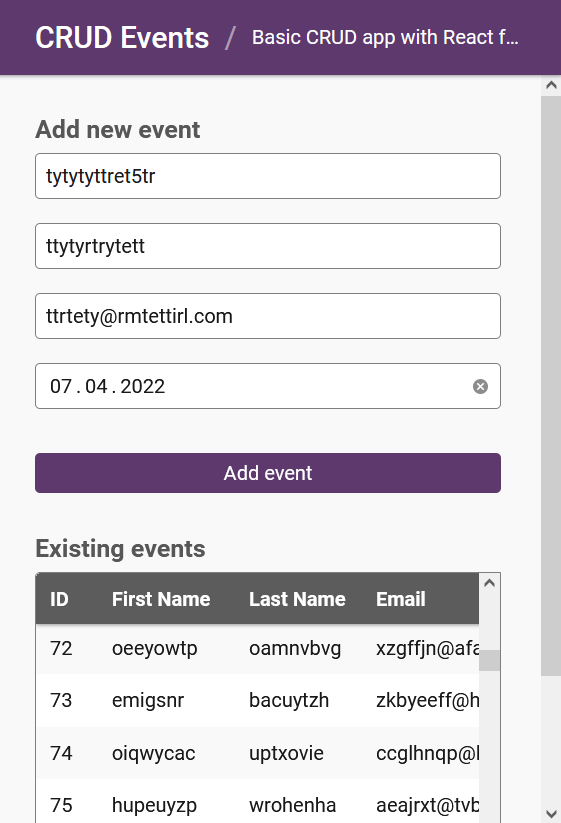 CRUD Events / Basic CRUD app with React f...
Add new event
tytytyttret5tr
ttytyrtrytett
ttrtety@rmtettirl.com
07.04.2022
Add event
Existing events
ID First Name Last Name Email
72 oeeyowtp oamnvbvg xzgffjn@afa
73 emigsnr bacuytzh zkbyeeff@h
74 oiqwycac uptxovie ccglhnqp@
75 hupeuyzp wrohenha aeajrxt@tvb